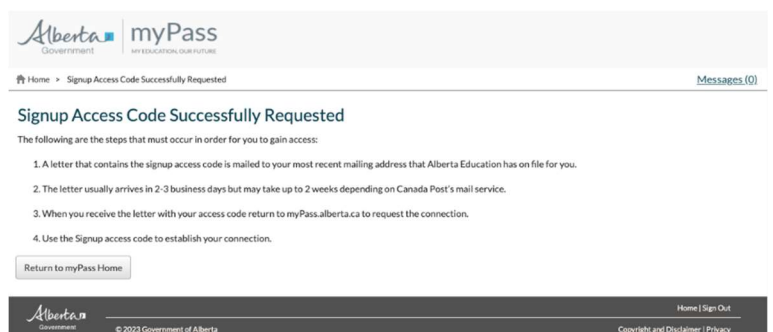 Alberta
Government
myPass
MY EDUCATION, OUR FUTURE
Home > Signup Access Code Successfully Requested
Messages (0)
Signup Access Code Successfully Requested
The following are the steps that must occur in order for you to gain access:
1. A letter that contains the signup access code is mailed to your most recent mailing address that Alberta Education has on file for you.
2. The letter usually arrives in 2-3 business days but may take up to 2 weeks depending on Canada Post's mail service.
3. When you receive the letter with your access code return to myPass.alberta.ca to request the connection.
4. Use the Signup access code to establish your connection.
Return to myPass Home
Home | Sign Out
Alberta
Government
© 2023 Government of Alberta
Copyright and Disclaimer | Privacy